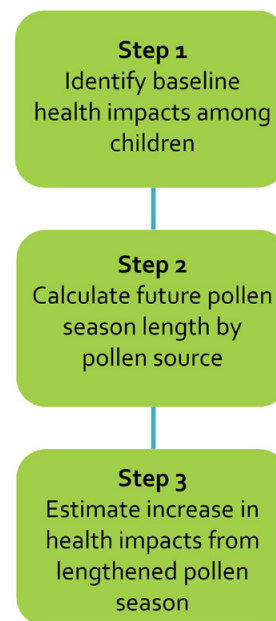 Step 1
Identify baseline
health impacts among
children
Step 2
Calculate future pollen
season length by
pollen source
Step 3
Estimate increase in
health impacts from
lengthened pollen
season